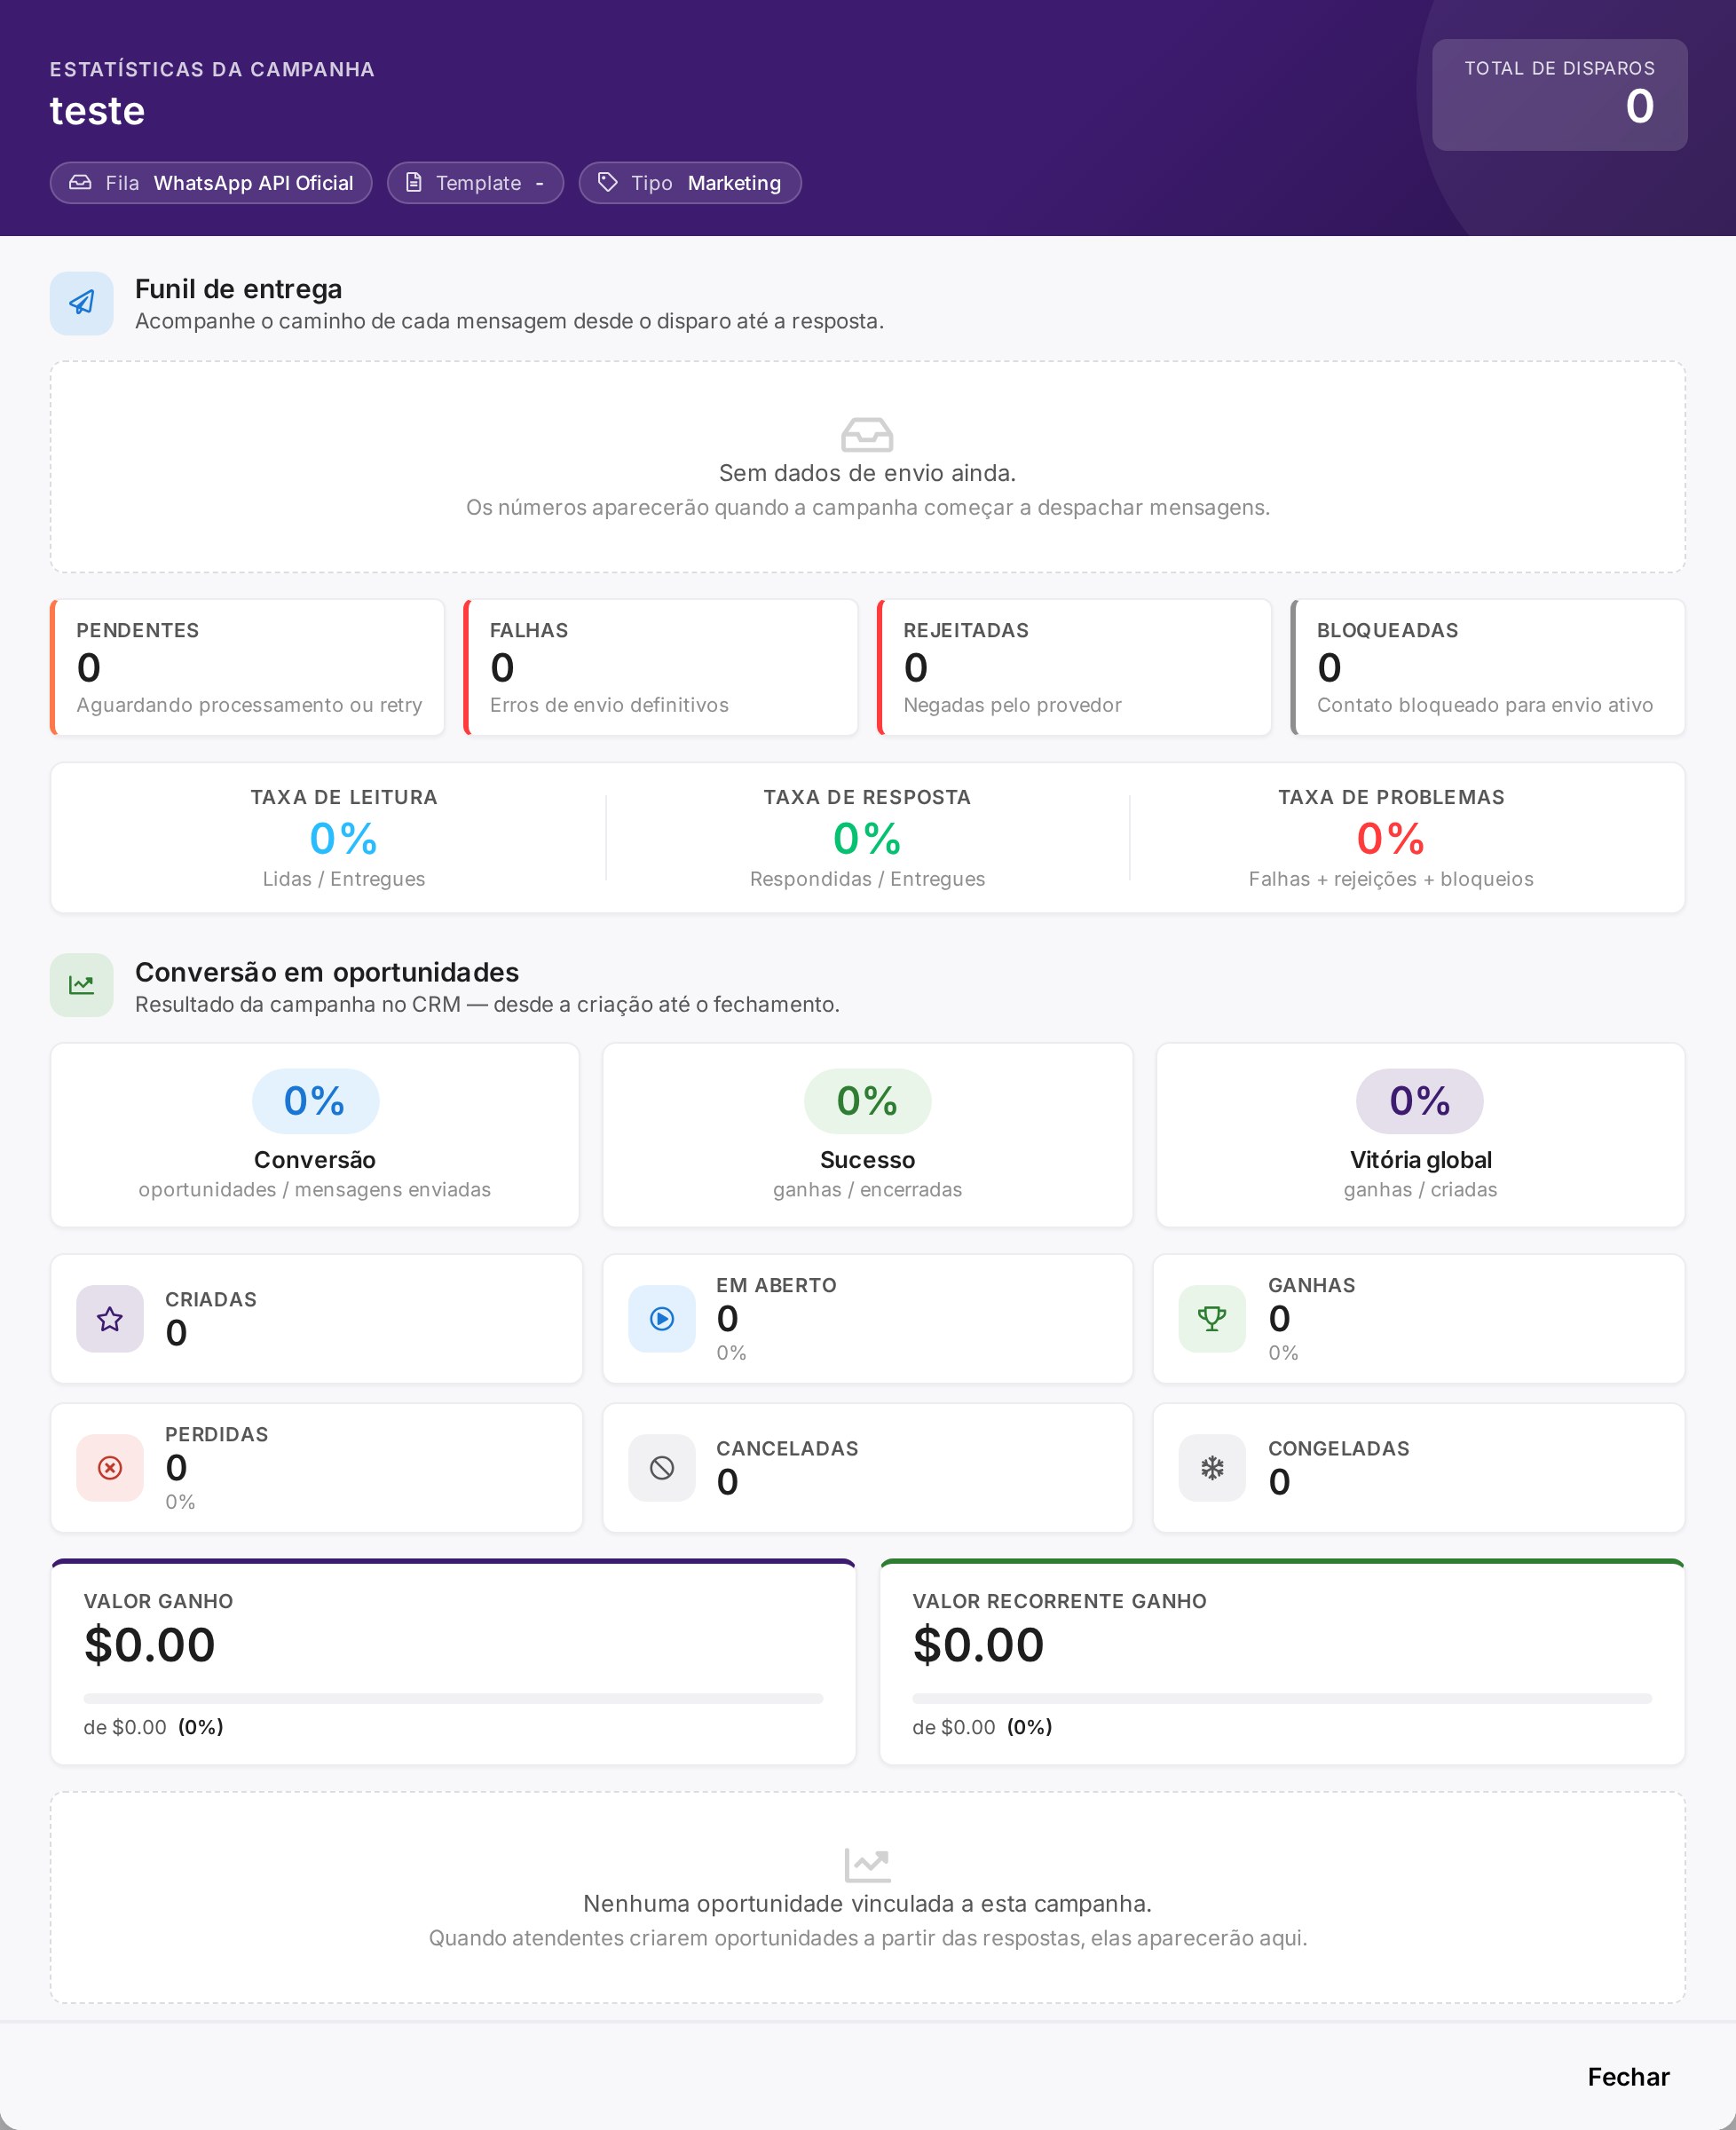 ESTATÍSTICAS DA CAMPANHA
teste
TOTAL DE DISPAROS
0
Fila WhatsApp API Oficial
Template -
Tipo Marketing
Funil de entrega
Acompanhe o caminho de cada mensagem desde o disparo até a resposta.
Sem dados de envio ainda.
Os números aparecerão quando a campanha começar a despachar mensagens.
PENDENTES
0
Aguardando processamento ou retry
FALHAS
0
Erros de envio definitivos
REJEITADAS
0
Negadas pelo provedor
BLOQUEADAS
0
Contato bloqueado para envio ativo
TAXA DE LEITURA
0%
Lidas / Entregues
TAXA DE RESPOSTA
0%
Respondidas / Entregues
TAXA DE PROBLEMAS
0%
Falhas + rejeições + bloqueios
Conversão em oportunidades
Resultado da campanha no CRM — desde a criação até o fechamento.
0%
Conversão
oportunidades / mensagens enviadas
0%
Sucesso
ganhas / encerradas
0%
Vitória global
ganhas / criadas
CRIADAS
0
EM ABERTO
0
0%
GANHAS
0
0%
PERDIDAS
0
0%
CANCELADAS
0
CONGELADAS
0
VALOR GANHO
$0.00
de $0.00 (0%)
VALOR RECORRENTE GANHO
$0.00
de $0.00 (0%)
Nenhuma oportunidade vinculada a esta campanha.
Quando atendentes criarem oportunidades a partir das respostas, elas aparecerão aqui.
Fechar